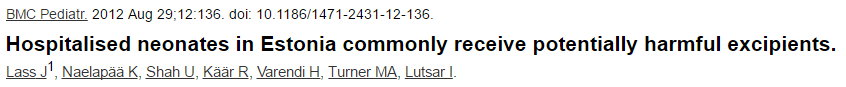 BMC Pediatr. 2012 Aug 29;12:136. doi: 10.1186/1471-2431-12-136.
Hospitalised neonates in Estonia commonly receive potentially harmful excipients.
Lass J1, Naelapää K, Shah U, Käär R, Varendi H, Turner MA, Lutsar I.